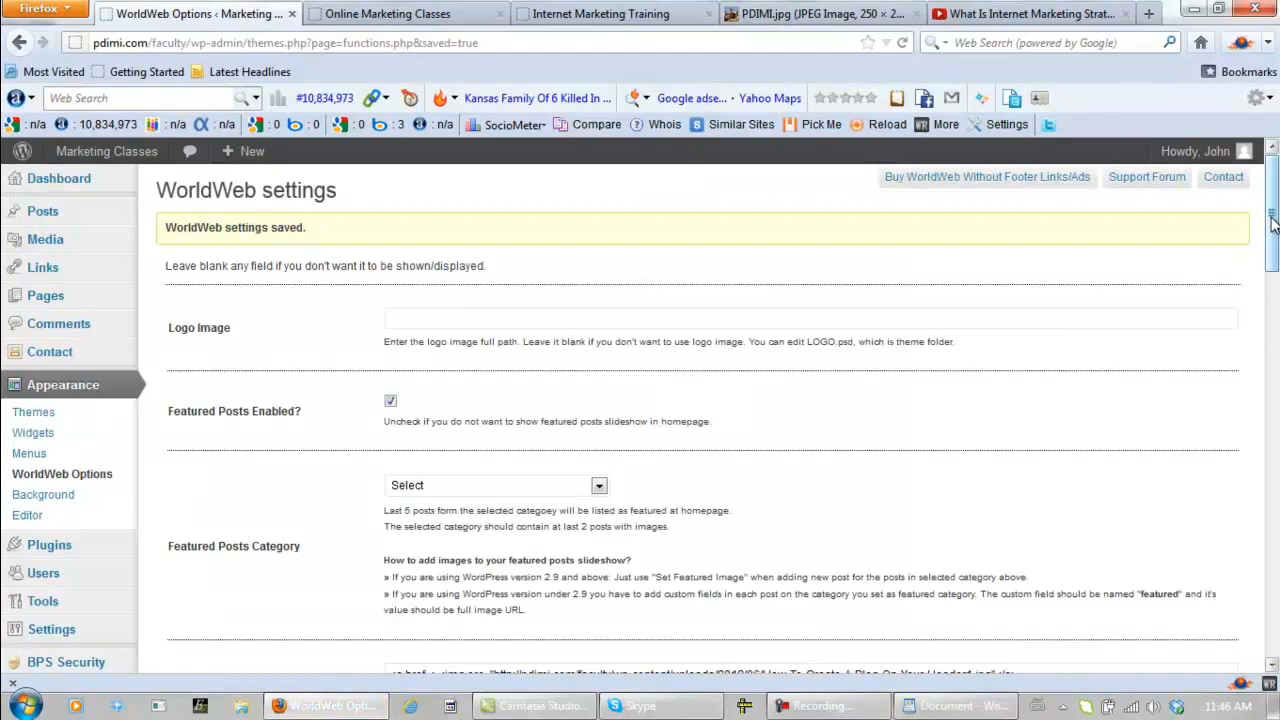 Firefox
WorldWeb Options ‹ Marketing ...
Online Marketing Classes
Internet Marketing Training
PDIMI.jpg (JPEG Image, 250 × 2...
What Is Internet Marketing Strat...
pdimi.com/faculty/wp-admin/themes.php?page=functions.php&saved=true
Web Search (powered by Google)
Most Visited
Getting Started
Latest Headlines
Bookmarks
Web Search
#10,834,973
Kansas Family Of 6 Killed In ...
Google adse...
Yahoo Maps
: n/a
: 10,834,973
: n/a
: n/a
: 0
: 0
: 0
: 3
: n/a
SocioMeter
Compare
Whois
Similar Sites
Pick Me
Reload
More
Settings
Marketing Classes
New
Howdy, John
Dashboard
Posts
Media
Links
Pages
Comments
Contact
Appearance
Themes
Widgets
Menus
WorldWeb Options
Background
Editor
Plugins
Users
Tools
Settings
BPS Security
WorldWeb settings
Buy WorldWeb Without Footer Links/Ads
Support Forum
Contact
WorldWeb settings saved.
Leave blank any field if you don't want it to be shown/displayed.
Logo Image
Enter the logo image full path. Leave it blank if you don't want to use logo image. You can edit LOGO.psd, which is theme folder.
Featured Posts Enabled?
Uncheck if you do not want to show featured posts slideshow in homepage.
Select
Last 5 posts form the selected categoey will be listed as featured at homepage.
The selected category should contain at last 2 posts with images.
Featured Posts Category
How to add images to your featured posts slideshow?
» If you are using WordPress version 2.9 and above: Just use "Set Featured Image" when adding new post for the posts in selected category above.
» If you are using WordPress version under 2.9 you have to add custom fields in each post on the category you set as featured category. The custom field should be named "featured" and it's
value should be full image URL.
WorldWeb Opti...
Camtasia Studio...
Skype
Recording...
Document - Wo...
11:46 AM